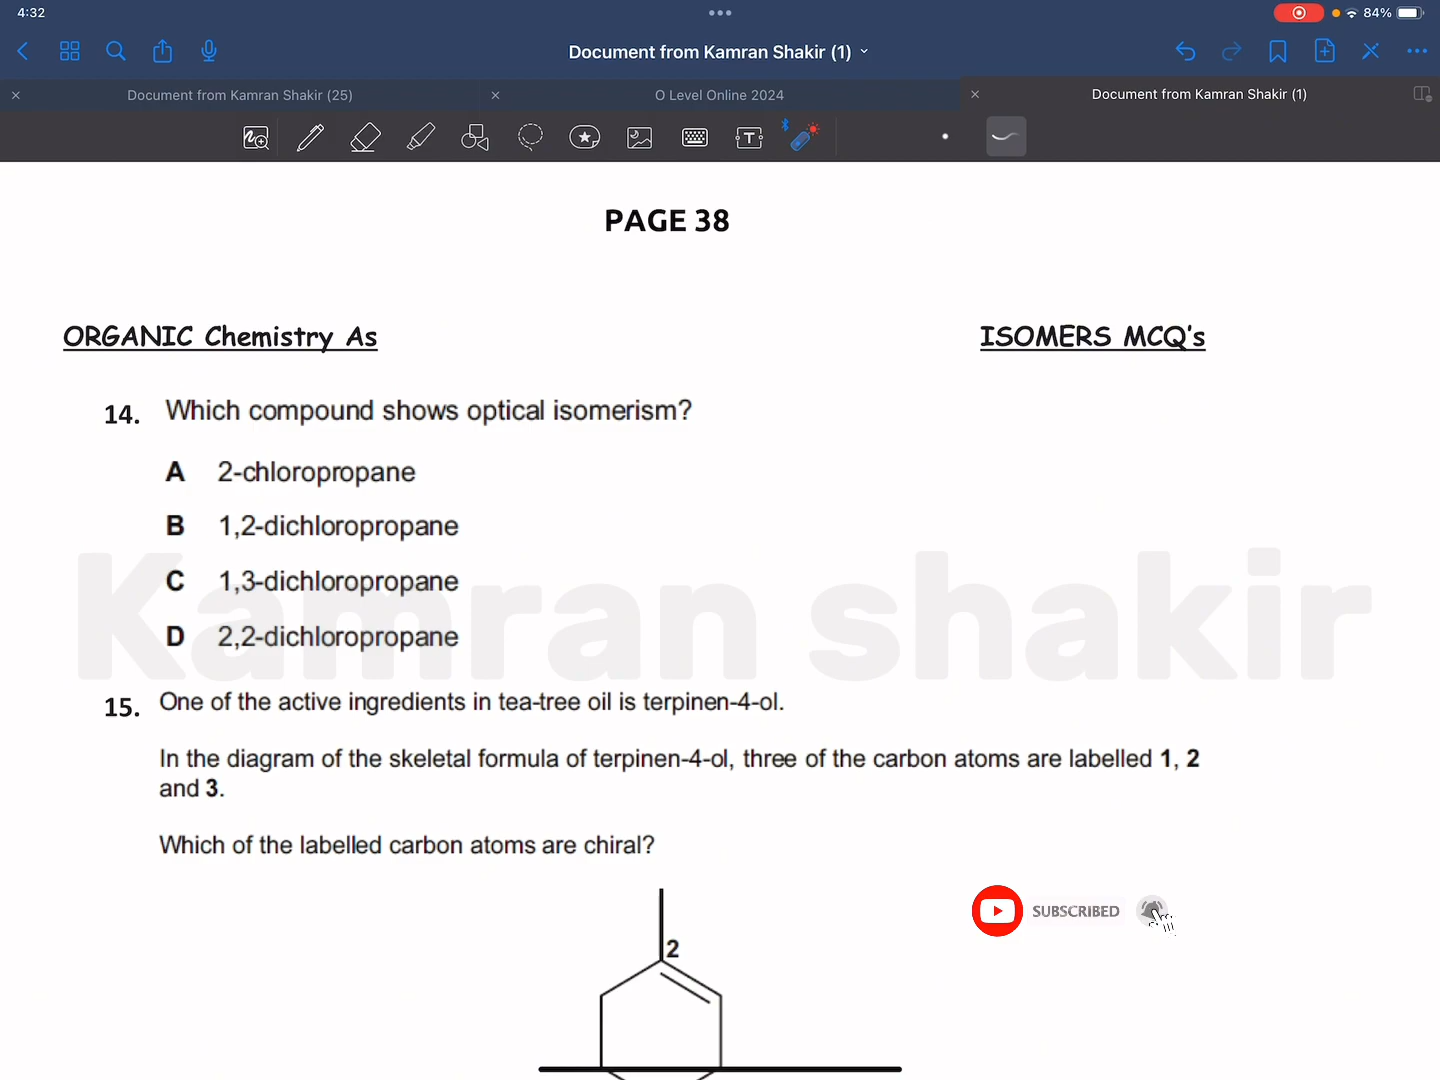 4:32
84%
Document from Kamran Shakir (1)
Document from Kamran Shakir (25)
O Level Online 2024
Document from Kamran Shakir (1)
T
PAGE 38
ORGANIC Chemistry As
ISOMERS MCQ's
14. Which compound shows optical isomerism?
A 2-chloropropane
B 1,2-dichloropropane
C 1,3-dichloropropane
D 2,2-dichloropropane
Kamran shakir
15. One of the active ingredients in tea-tree oil is terpinen-4-ol.
In the diagram of the skeletal formula of terpinen-4-ol, three of the carbon atoms are labelled 1, 2
and 3.
Which of the labelled carbon atoms are chiral?
SUBSCRIBED
2